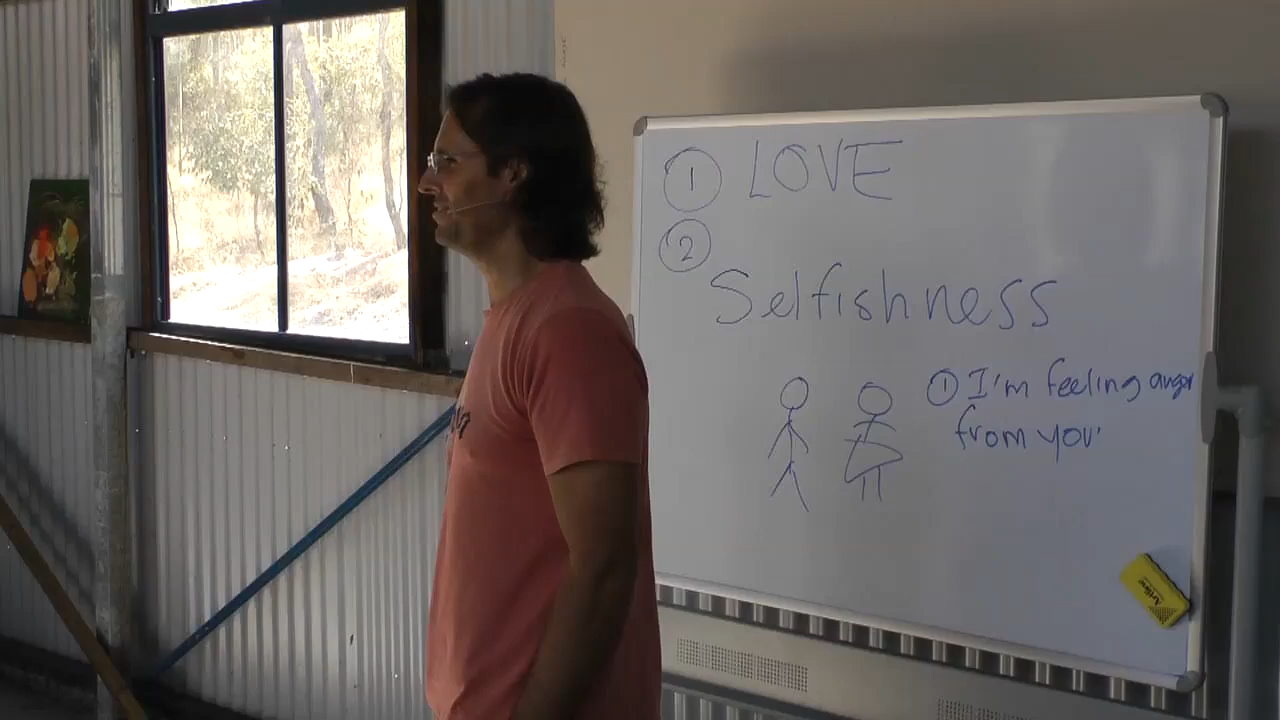 ① LOVE
②
Selfishness
① I'm feeling anger
from you